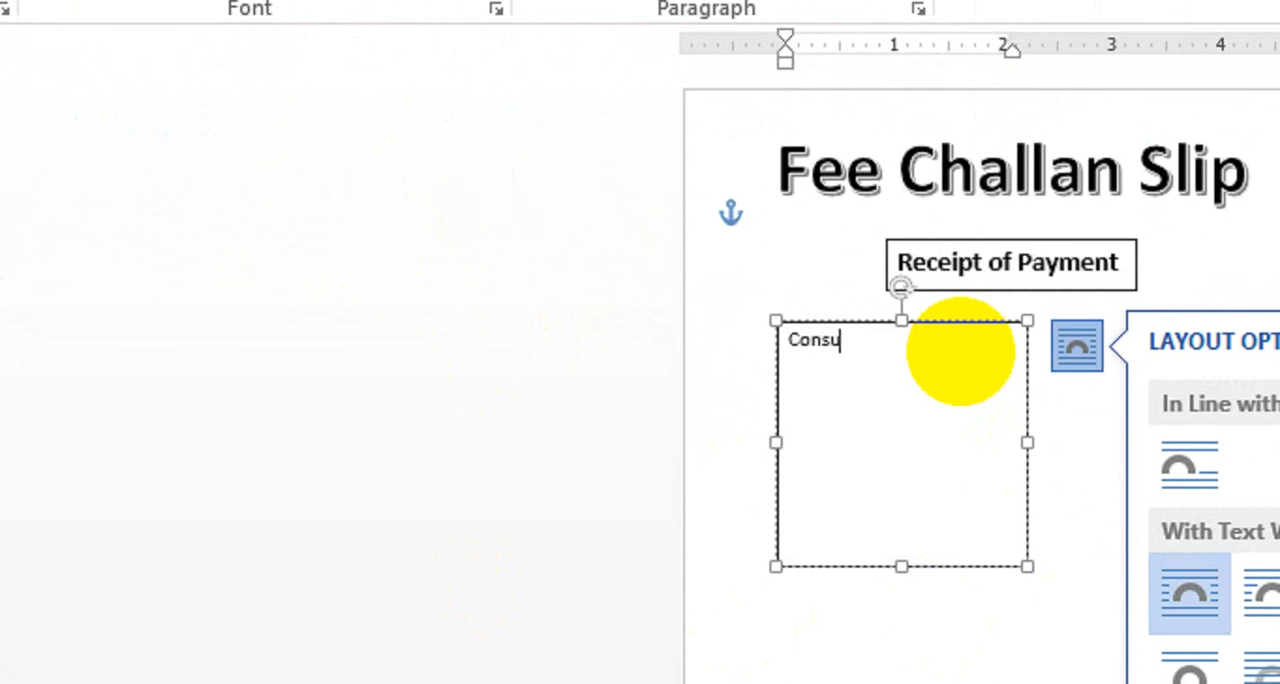 Font
Paragraph
1 2 3 4
Fee Challan Slip
Receipt of Payment
Consu
LAYOUT OPT
In Line with
With Text W